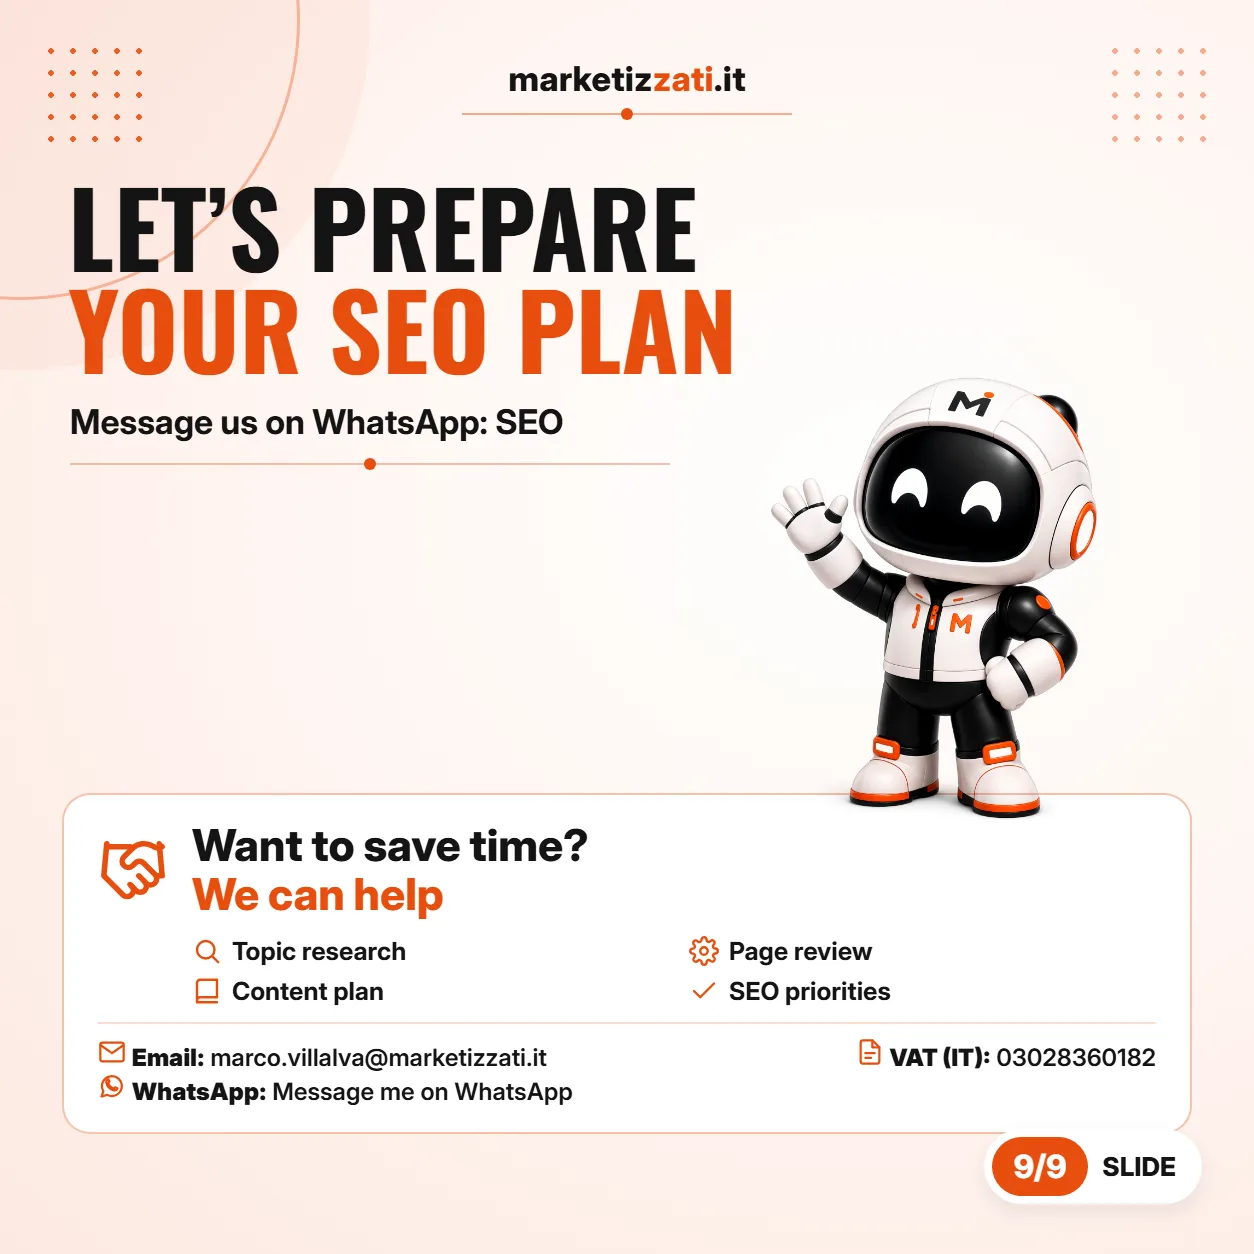 marketizzati.it
LET’S PREPARE
YOUR SEO PLAN
Message us on WhatsApp: SEO
M
M
Want to save time?
We can help
Topic research
Page review
Content plan
SEO priorities
Email: marco.villalva@marketizzati.it
VAT (IT): 03028360182
WhatsApp: Message me on WhatsApp
9/9 SLIDE